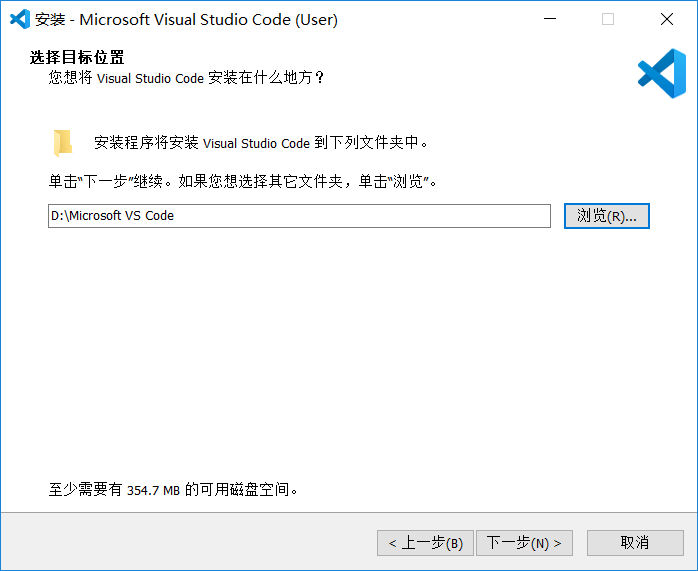 安装 - Microsoft Visual Studio Code (User)
选择目标位置
您想将 Visual Studio Code 安装在什么地方？
安装程序将安装 Visual Studio Code 到下列文件夹中。
单击“下一步”继续。如果您想选择其它文件夹，单击“浏览”。
D:\Microsoft VS Code
浏览(R)...
至少需要有 354.7 MB 的可用磁盘空间。
< 上一步(B) 下一步(N) > 取消